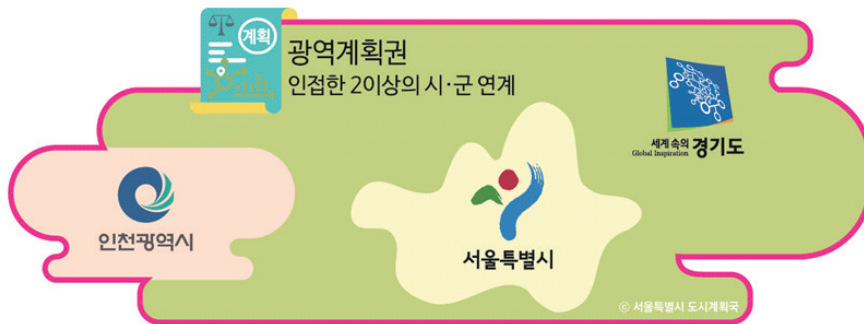 계획
광역계획권
인접한 2이상의 시·군 연계
세계 속의 경기도
Global Inspiration
인천광역시
서울특별시
© 서울특별시 도시계획국